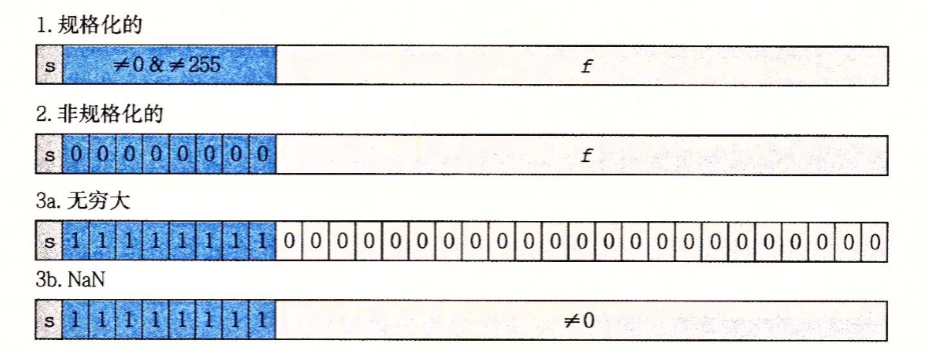 1. 规格化的
s ≠0 & ≠255 f
2. 非规格化的
s 0 0 0 0 0 0 0 0 f
3a. 无穷大
s 1 1 1 1 1 1 1 1 0 0 0 0 0 0 0 0 0 0 0 0 0 0 0 0 0 0 0 0 0 0 0
3b. NaN
s 1 1 1 1 1 1 1 1 ≠0